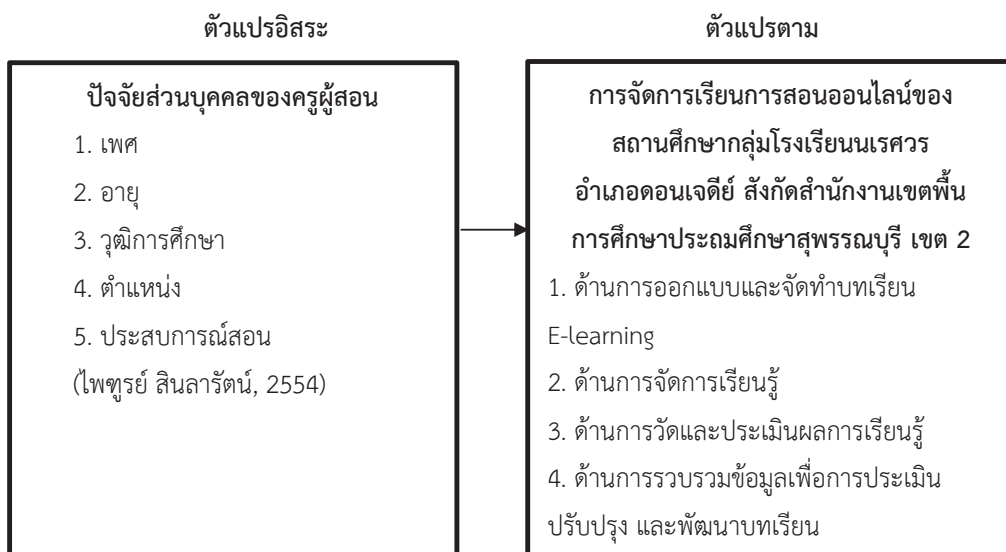 ตัวแปรอิสระ
ตัวแปรตาม
ปัจจัยส่วนบุคคลของครูผู้สอน
1. เพศ
2. อายุ
3. วุฒิการศึกษา
4. ตำแหน่ง
5. ประสบการณ์สอน
(ไพฑูรย์ สินลารัตน์, 2554)
การจัดการเรียนการสอนออนไลน์ของ
สถานศึกษากลุ่มโรงเรียนนเรศวร
อำเภอดอนเจดีย์ สังกัดสำนักงานเขตพื้น
การศึกษาประถมศึกษาสุพรรณบุรี เขต 2
1. ด้านการออกแบบและจัดทำบทเรียน
E-learning
2. ด้านการจัดการเรียนรู้
3. ด้านการวัดและประเมินผลการเรียนรู้
4. ด้านการรวบรวมข้อมูลเพื่อการประเมิน
ปรับปรุง และพัฒนาบทเรียน